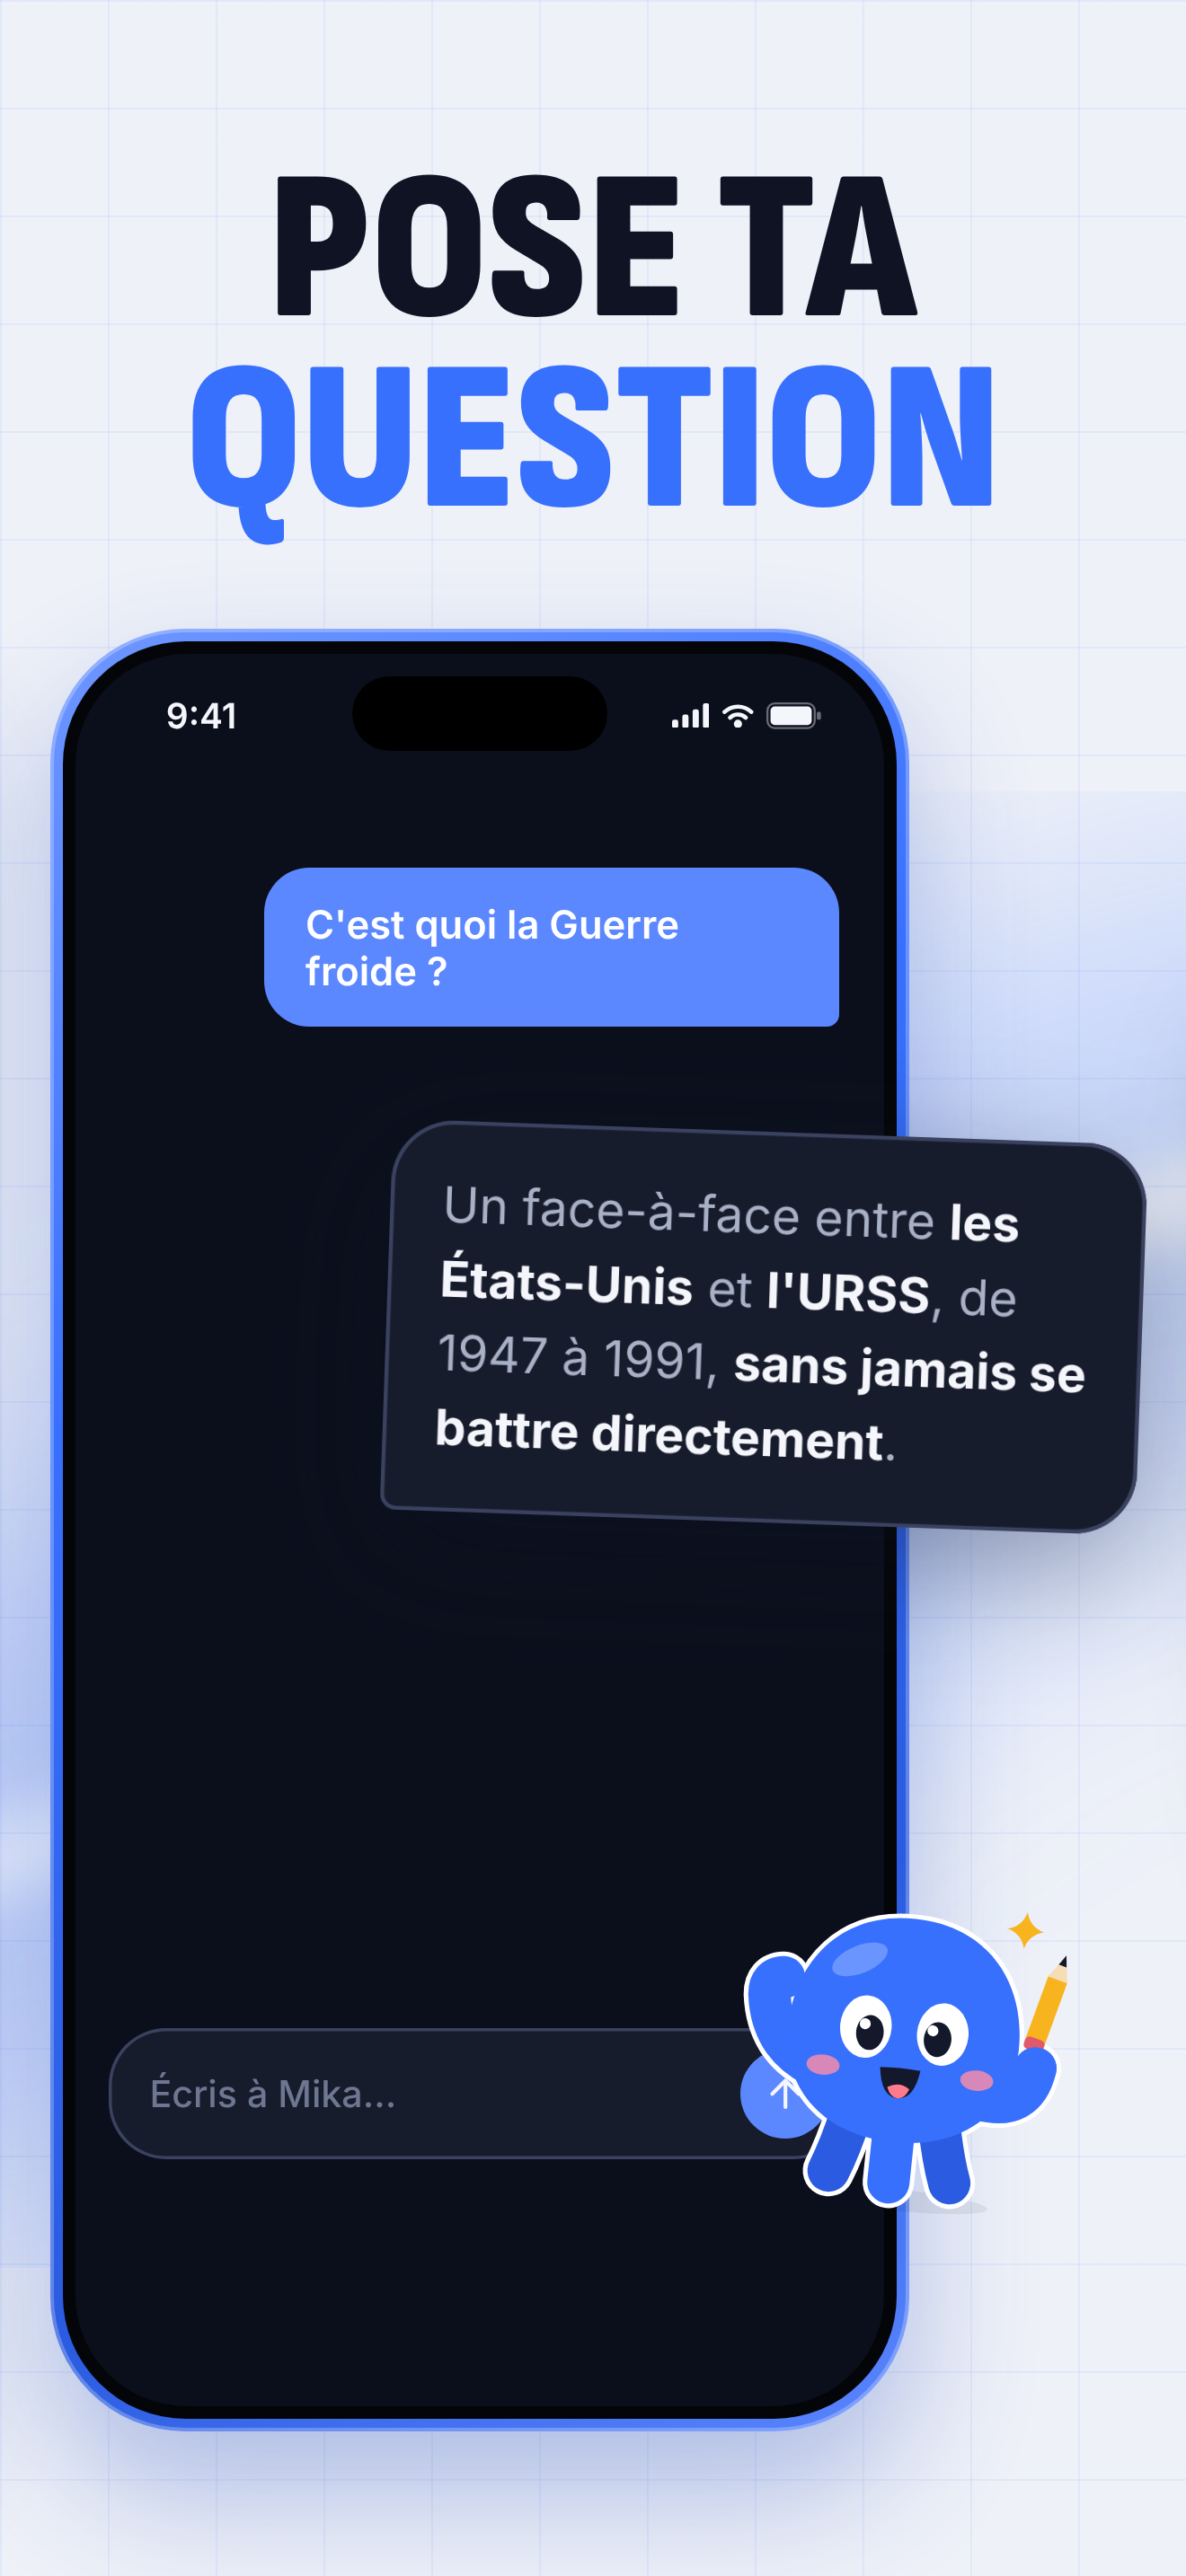 POSE TA
QUESTION
9:41
C'est quoi la Guerre
froide ?
Un face-à-face entre les
États-Unis et l'URSS, de
1947 à 1991, sans jamais se
battre directement.
Écris à Mika...